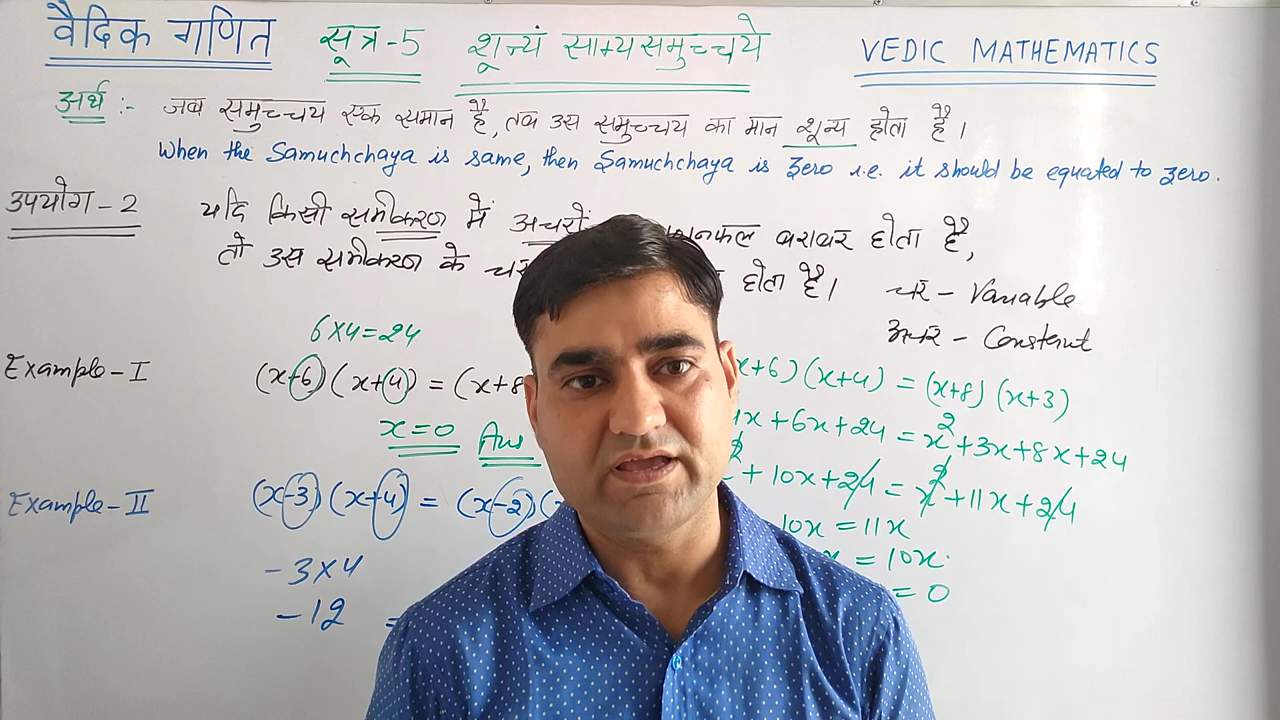 वैदिक गणित सूत्र-5 शून्यं साम्यसमुच्चये VEDIC MATHEMATICS
अर्थ :- जब समुच्चय एक समान है, तब उस समुच्चय का मान शून्य होता है।
When the Samuchchaya is same, then Samuchchaya is Zero i.e. it should be equated to zero.
उपयोग-2 यदि किसी समीकरण में अचरों बराबर होता है,
तो उस समीकरण के होता है।
चर - Variable
अचर - Constant
6x4=24
Example-I (x+6)(x+4) = (x+8
x=0 Ans
x+6)(x+4) = (x+8)(x+3)
x+6x+24 = x²+3x+8x+24
+10x+24 = x²+11x+24
10x = 11x
= 10x
= 0
Example-II (x-3)(x+4) = (x-2)(
-3x4
-12 =